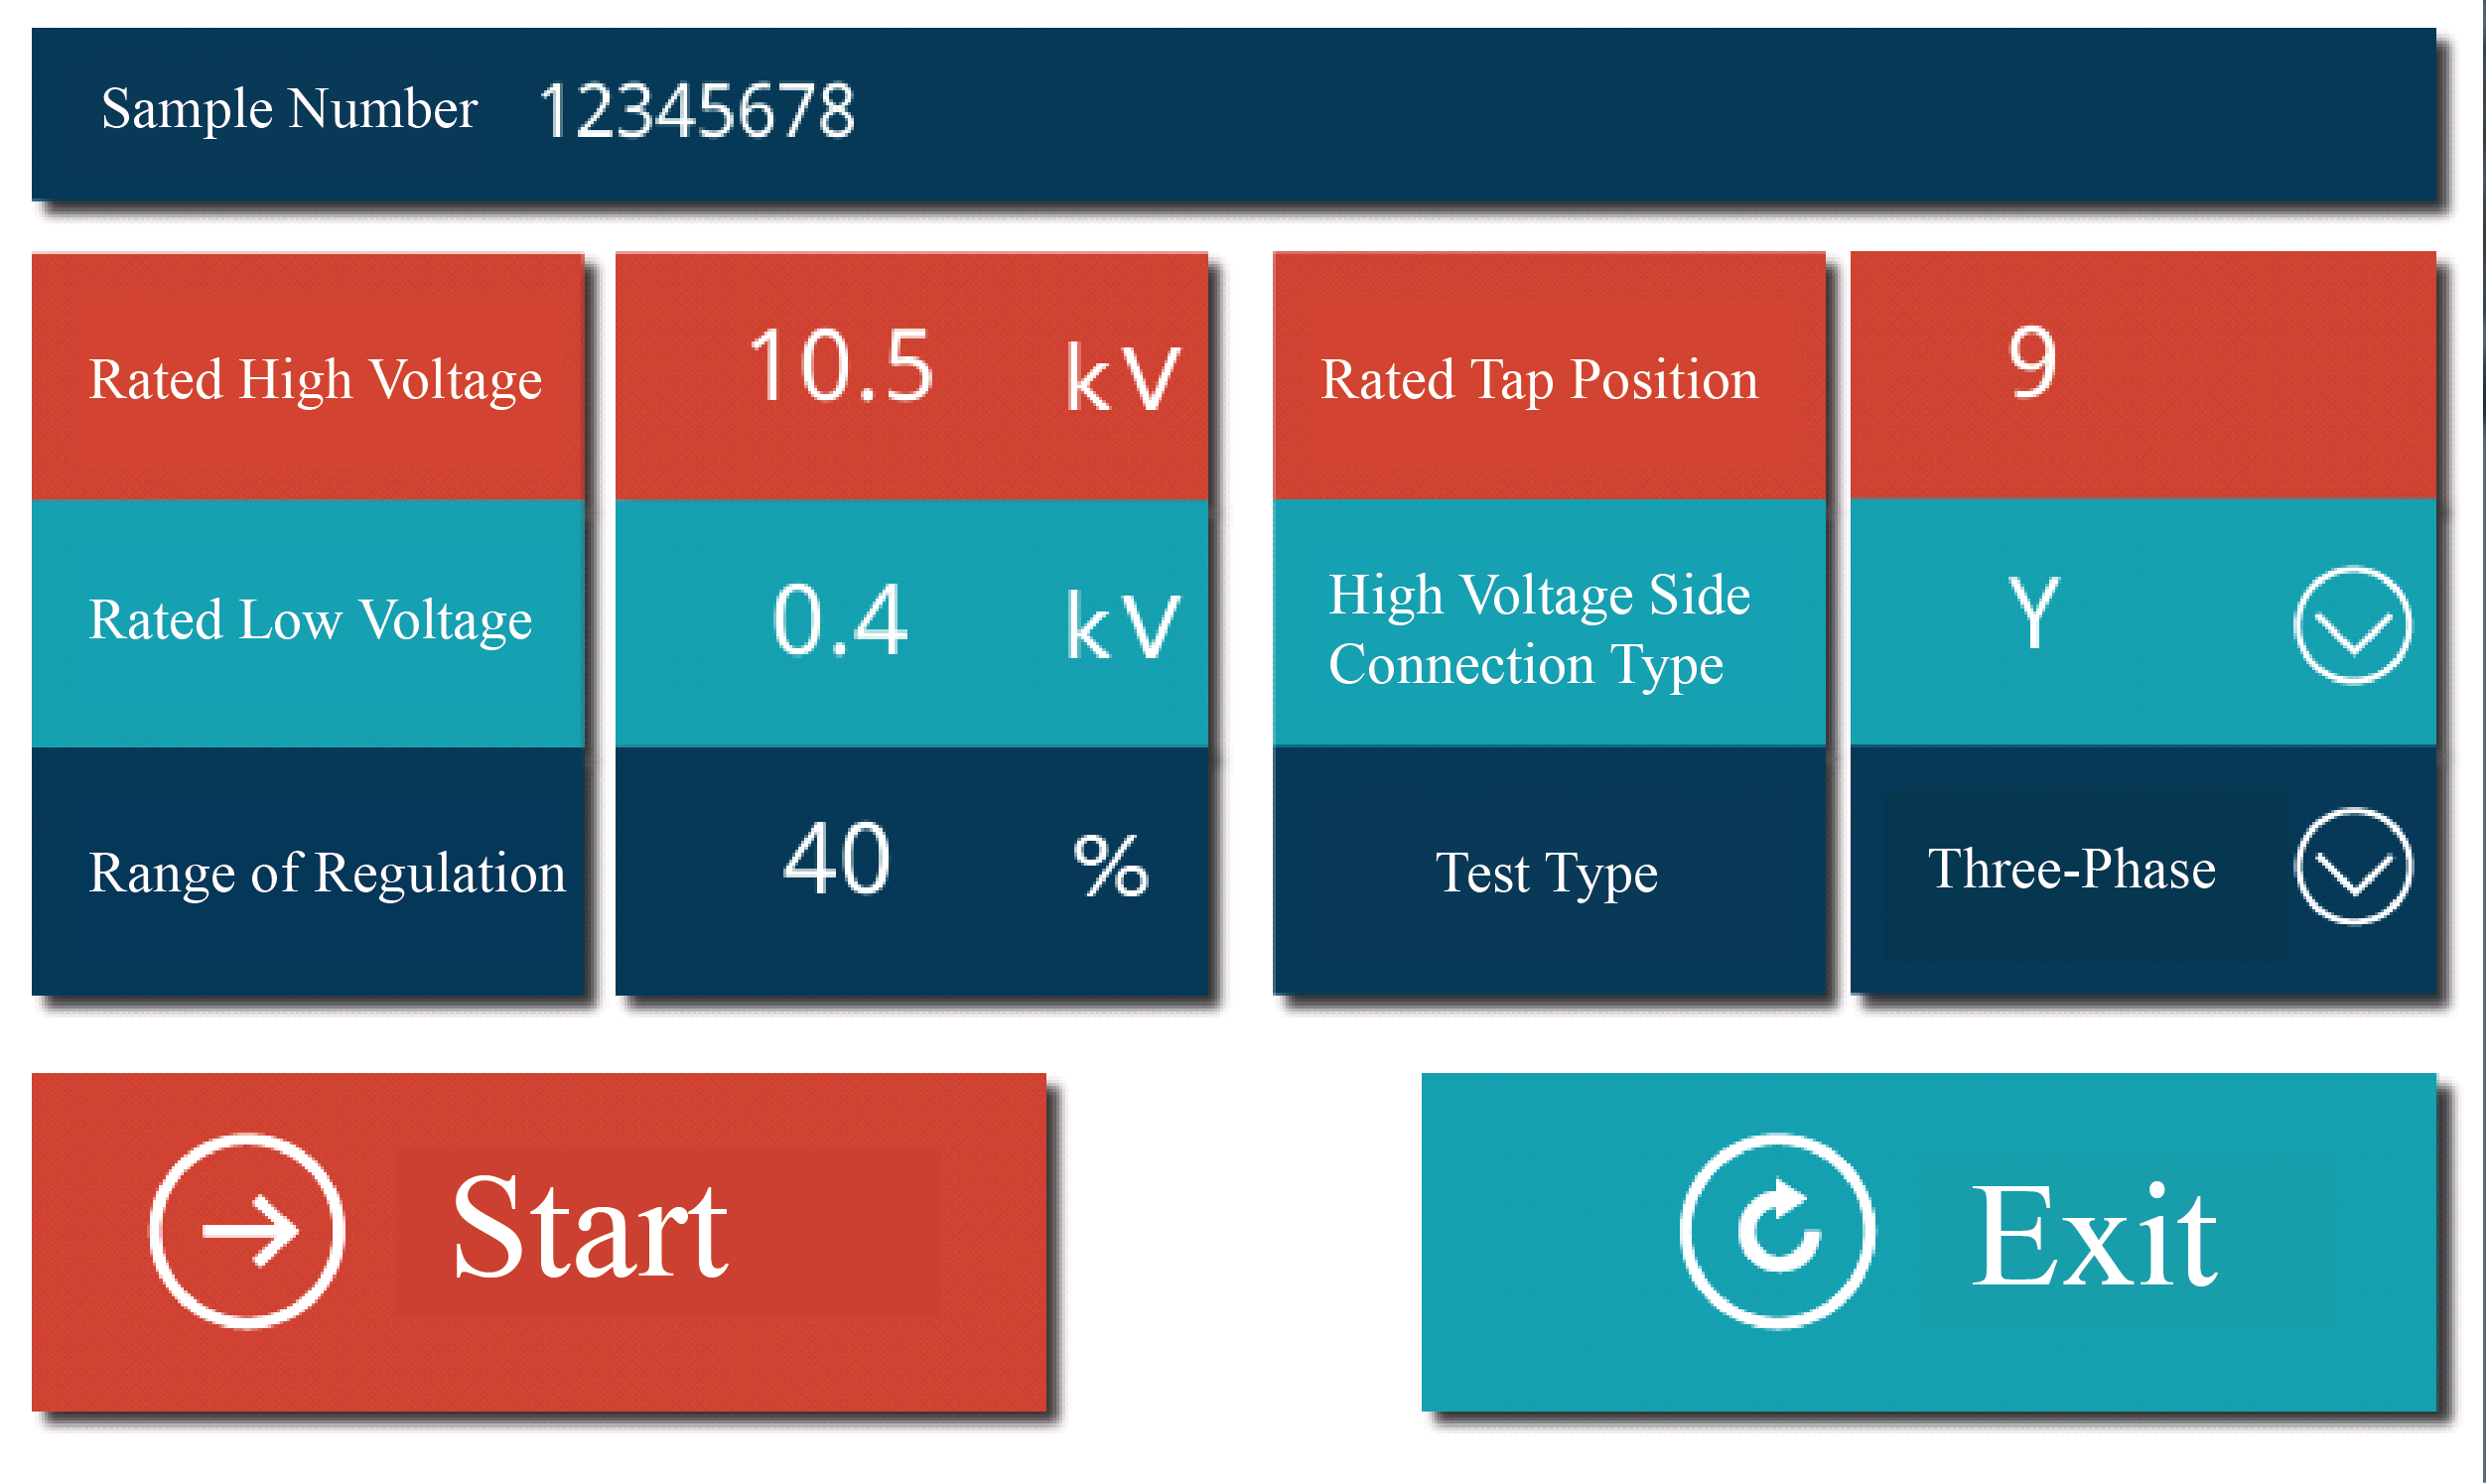 Sample Number 12345678
Rated High Voltage 10.5 kV Rated Tap Position 9
Rated Low Voltage 0.4 kV High Voltage Side
Connection Type Y
Range of Regulation 40 % Test Type Three-Phase
Start Exit